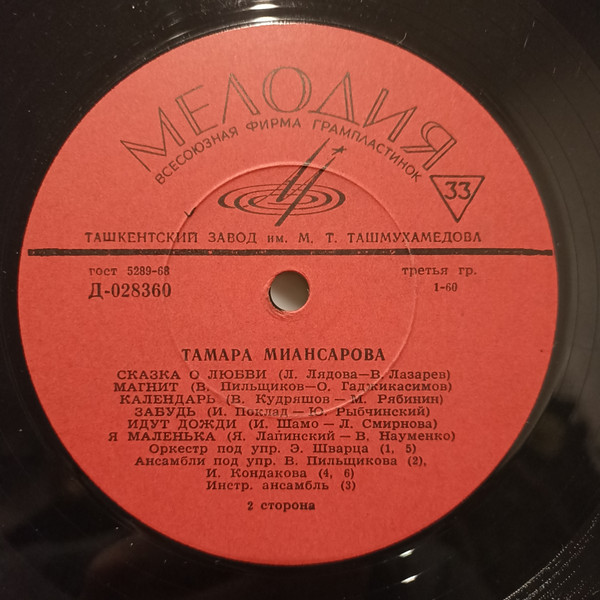 МЕЛОДИЯ
ВСЕСОЮЗНАЯ ФИРМА ГРАМПЛАСТИНОК
33
ТАШКЕНТСКИЙ ЗАВОД им. М. Т. ТАШМУХАМЕДОВА
гост 5289-68
третья гр.
Д-028360
1-60
ТАМАРА МИАНСАРОВА
СКАЗКА О ЛЮБВИ (Л. Лядова—В. Лазарев)
МАГНИТ (В. Пильщиков—О. Гаджикасимов)
КАЛЕНДАРЬ (В. Кудряшов—М. Рябинин)
ЗАБУДЬ (И. Поклад—Ю. Рыбчинский)
ИДУТ ДОЖДИ (И. Шамо—Л. Смирнова)
Я МАЛЕНЬКА (Я. Лапинский—В. Науменко)
Оркестр под упр. Э. Шварца (1, 5)
Ансамбли под упр. В. Пильщикова (2),
И. Кондакова (4, 6)
Инстр. ансамбль (3)
2 сторона